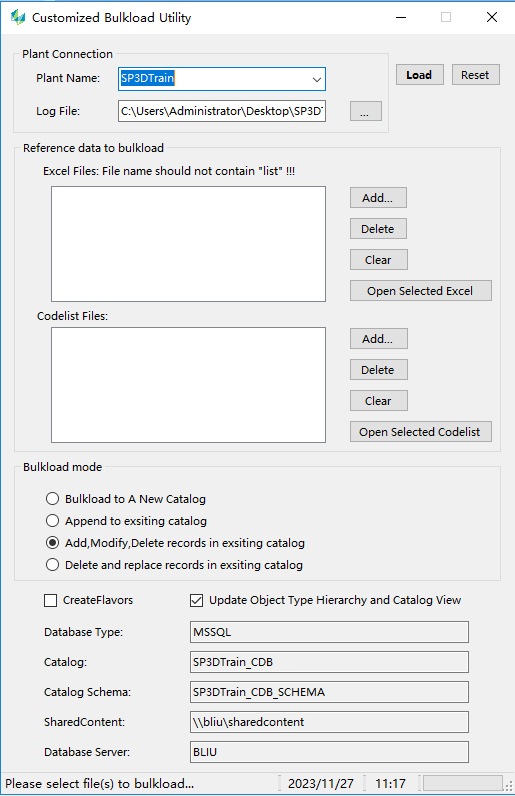 Customized Bulkload Utility
Plant Connection
Plant Name: SP3DTrain
Load
Reset
Log File: C:\Users\Administrator\Desktop\SP3D
...
Reference data to bulkload
Excel Files: File name should not contain "list" !!!
Add...
Delete
Clear
Open Selected Excel
Codelist Files:
Add...
Delete
Clear
Open Selected Codelist
Bulkload mode
Bulkload to A New Catalog
Append to exsiting catalog
Add,Modify,Delete records in exsiting catalog
Delete and replace records in exsiting catalog
CreateFlavors
Update Object Type Hierarchy and Catalog View
Database Type: MSSQL
Catalog: SP3DTrain_CDB
Catalog Schema: SP3DTrain_CDB_SCHEMA
SharedContent: \\bliu\sharedcontent
Database Server: BLIU
Please select file(s) to bulkload... 2023/11/27 11:17